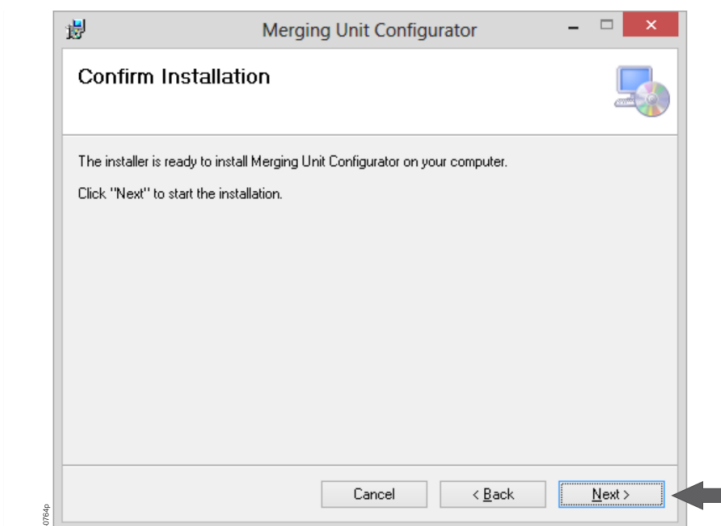 Merging Unit Configurator
Confirm Installation
The installer is ready to install Merging Unit Configurator on your computer.
Click "Next" to start the installation.
Cancel
< Back
Next >
0764p